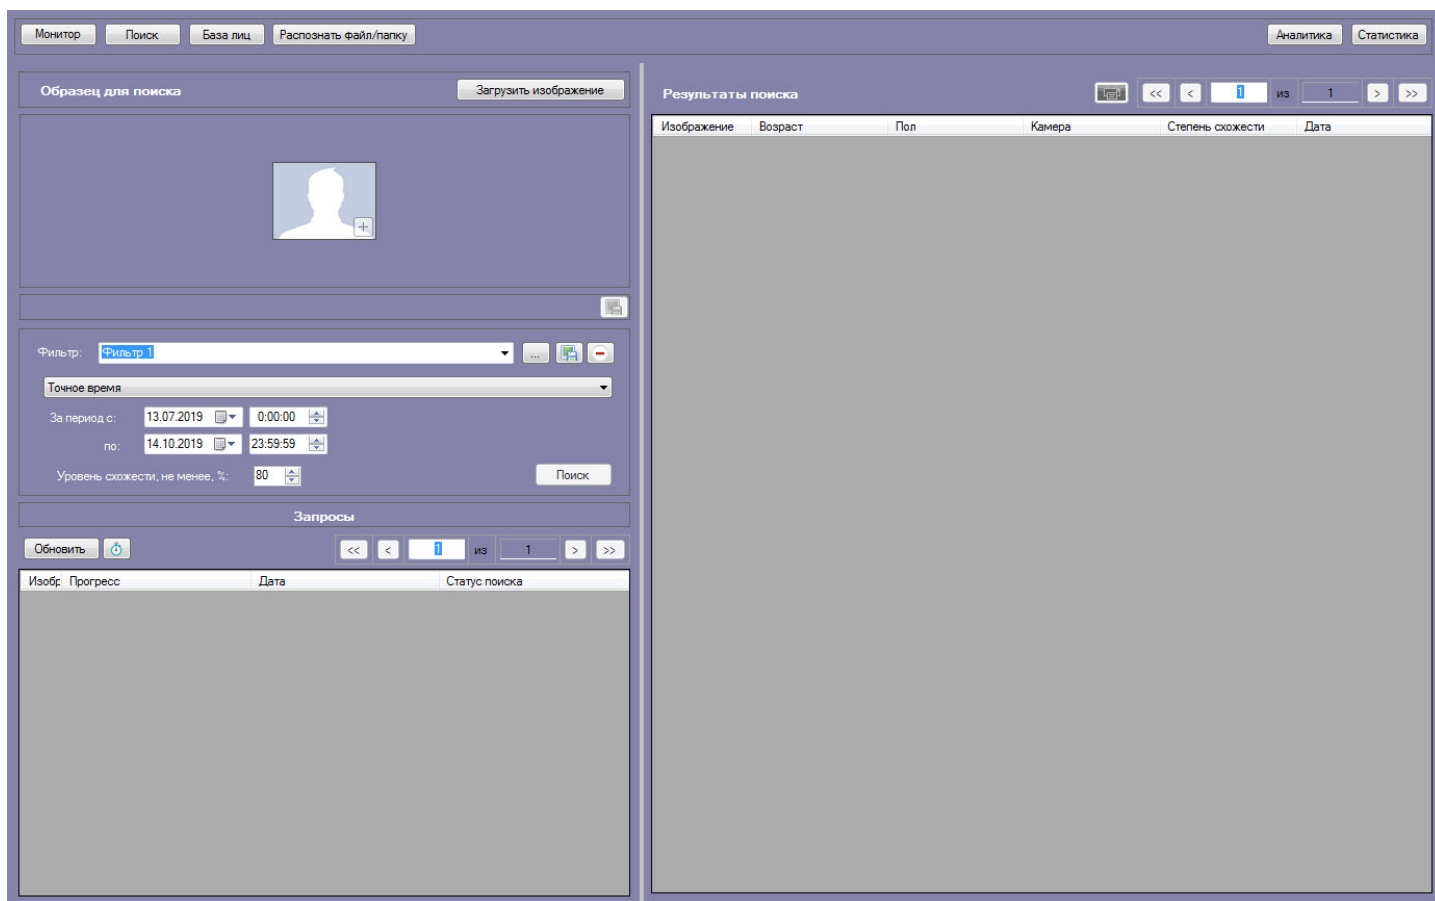 Монитор Поиск База лиц Распознать файл/папку Аналитика Статистика
Образец для поиска Загрузить изображение
Фильтр: Фильтр 1 ...
Точное время
За период с: 13.07.2019 0:00:00
по: 14.10.2019 23:59:59
Уровень схожести, не менее, %: 80 Поиск
Запросы
Обновить << < 1 из 1 > >>
Изобр Прогресс Дата Статус поиска
Результаты поиска << < 1 из 1 > >>
Изображение Возраст Пол Камера Степень схожести Дата